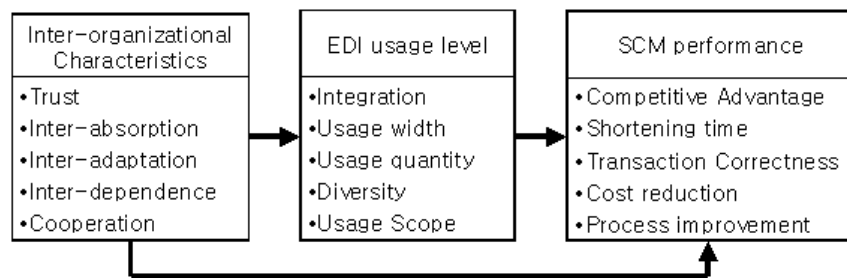 Inter-organizational
Characteristics
•Trust
•Inter-absorption
•Inter-adaptation
•Inter-dependence
•Cooperation
EDI usage level
•Integration
•Usage width
•Usage quantity
•Diversity
•Usage Scope
SCM performance
•Competitive Advantage
•Shortening time
•Transaction Correctness
•Cost reduction
•Process improvement